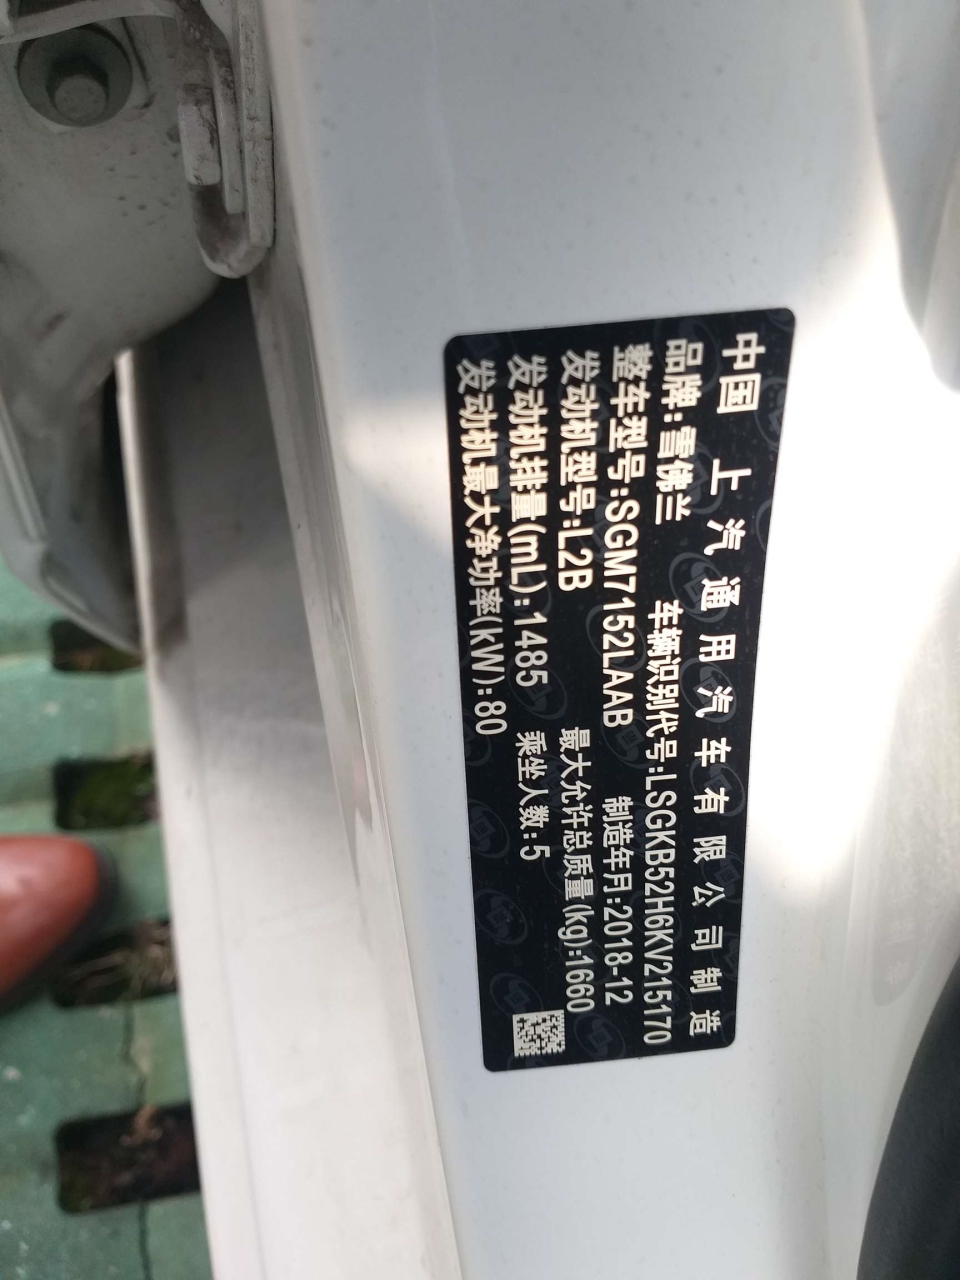 中国 上汽通用汽车有限公司制造
品牌:雪佛兰 车辆识别代号:LSGKB52H6KV215170
整车型号:SGM7152LAAB 制造年月:2018-12
发动机型号:L2B 最大允许总质量(kg):1660
发动机排量(mL):1485 乘坐人数:5
发动机最大净功率(kW):80